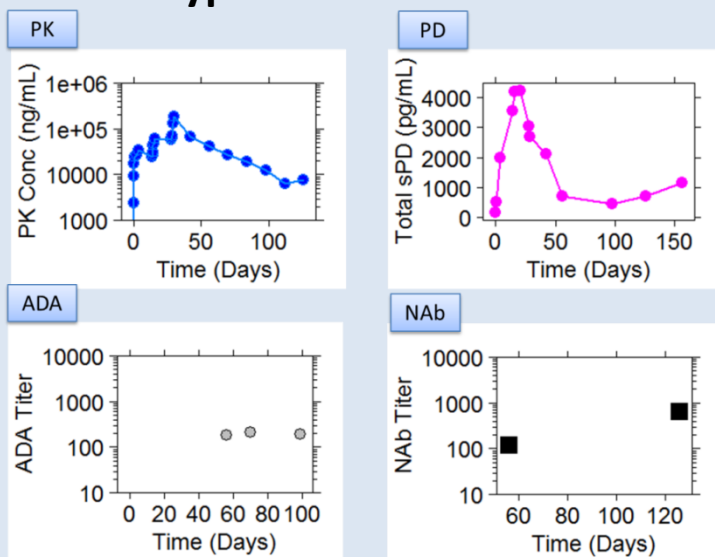 PK
PD
1e+06
1e+05
10000
1000
PK Conc (ng/mL)
0 50 100
Time (Days)
4000
3000
2000
1000
0
Total sPD (pg/mL)
0 50 100 150
Time (Days)
ADA
NAb
10000
1000
100
10
ADA Titer
0 20 40 60 80 100
Time (Days)
10000
1000
100
10
NAb Titer
60 80 100 120
Time (Days)